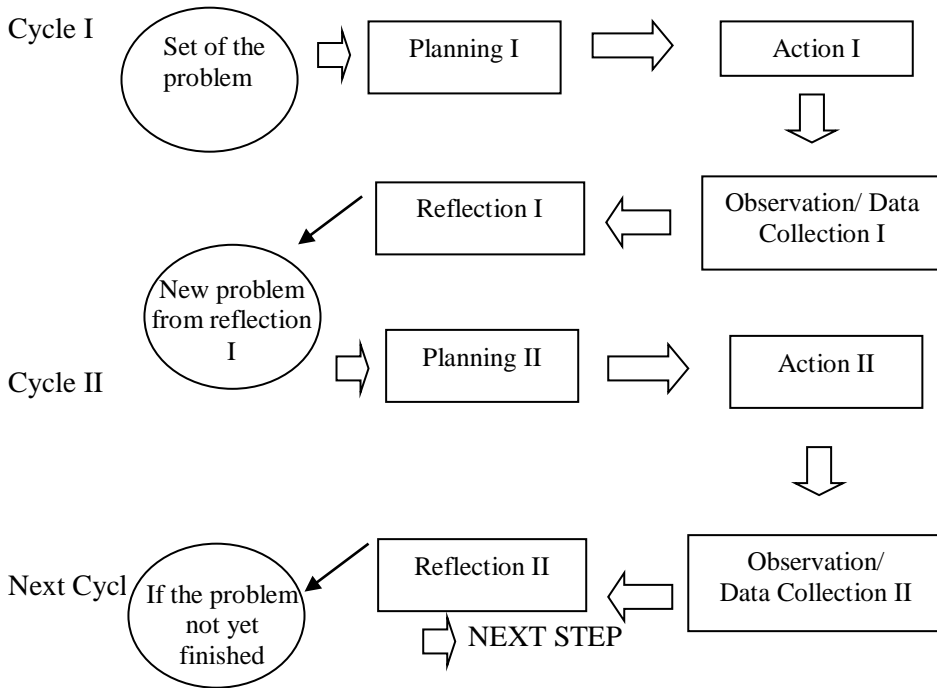 Cycle I
Set of the
problem
Planning I
Action I
Reflection I
Observation/ Data
Collection I
New problem
from reflection
I
Cycle II
Planning II
Action II
Next Cycl
If the problem
not yet
finished
Reflection II
NEXT STEP
Observation/
Data Collection II